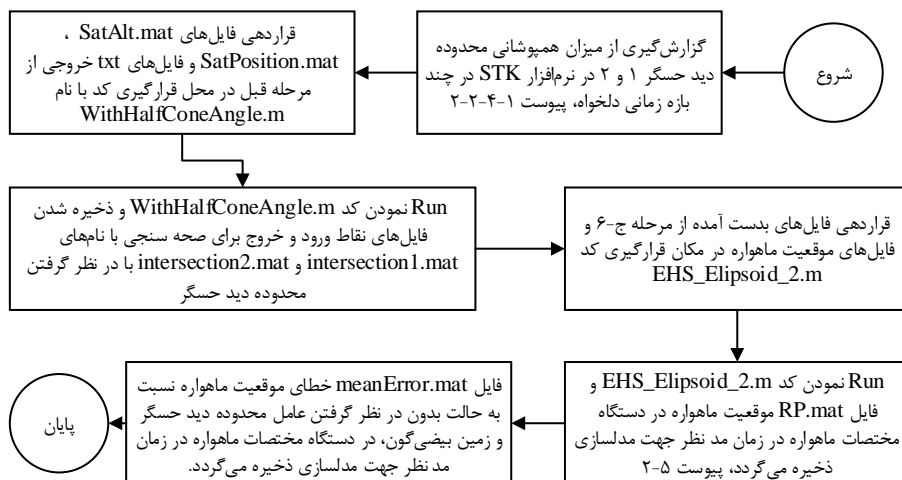 شروع
گزارش‌گیری از میزان همپوشانی محدوده
دید حسگر ۱ و ۲ در نرم‌افزار STK در چند
بازه زمانی دلخواه، پیوست ۱-۴-۲-۲
قراردهی فایل‌های SatAlt.mat ،
SatPosition.mat و فایل‌های txt خروجی از
مرحله قبل در محل قرارگیری کد با نام
WithHalfConeAngle.m
Run نمودن کد WithHalfConeAngle.m و ذخیره شدن
فایل‌های نقاط ورود و خروج برای صحه سنجی با نام‌های
intersection1.mat و intersection2.mat با در نظر گرفتن
محدوده دید حسگر
قراردهی فایل‌های بدست آمده از مرحله ج-۶ و
فایل‌های موقعیت ماهواره در مکان قرارگیری کد
EHS_Elipsoid_2.m
Run نمودن کد EHS_Elipsoid_2.m و
فایل RP.mat موقعیت ماهواره در دستگاه
مختصات ماهواره در زمان مد نظر جهت مدلسازی
ذخیره می‌گردد، پیوست ۵-۲
فایل meanError.mat خطای موقعیت ماهواره نسبت
به حالت بدون در نظر گرفتن عامل محدوده دید حسگر
و زمین بیضی‌گون، در دستگاه مختصات ماهواره در زمان
مد نظر جهت مدلسازی ذخیره می‌گردد.
پایان